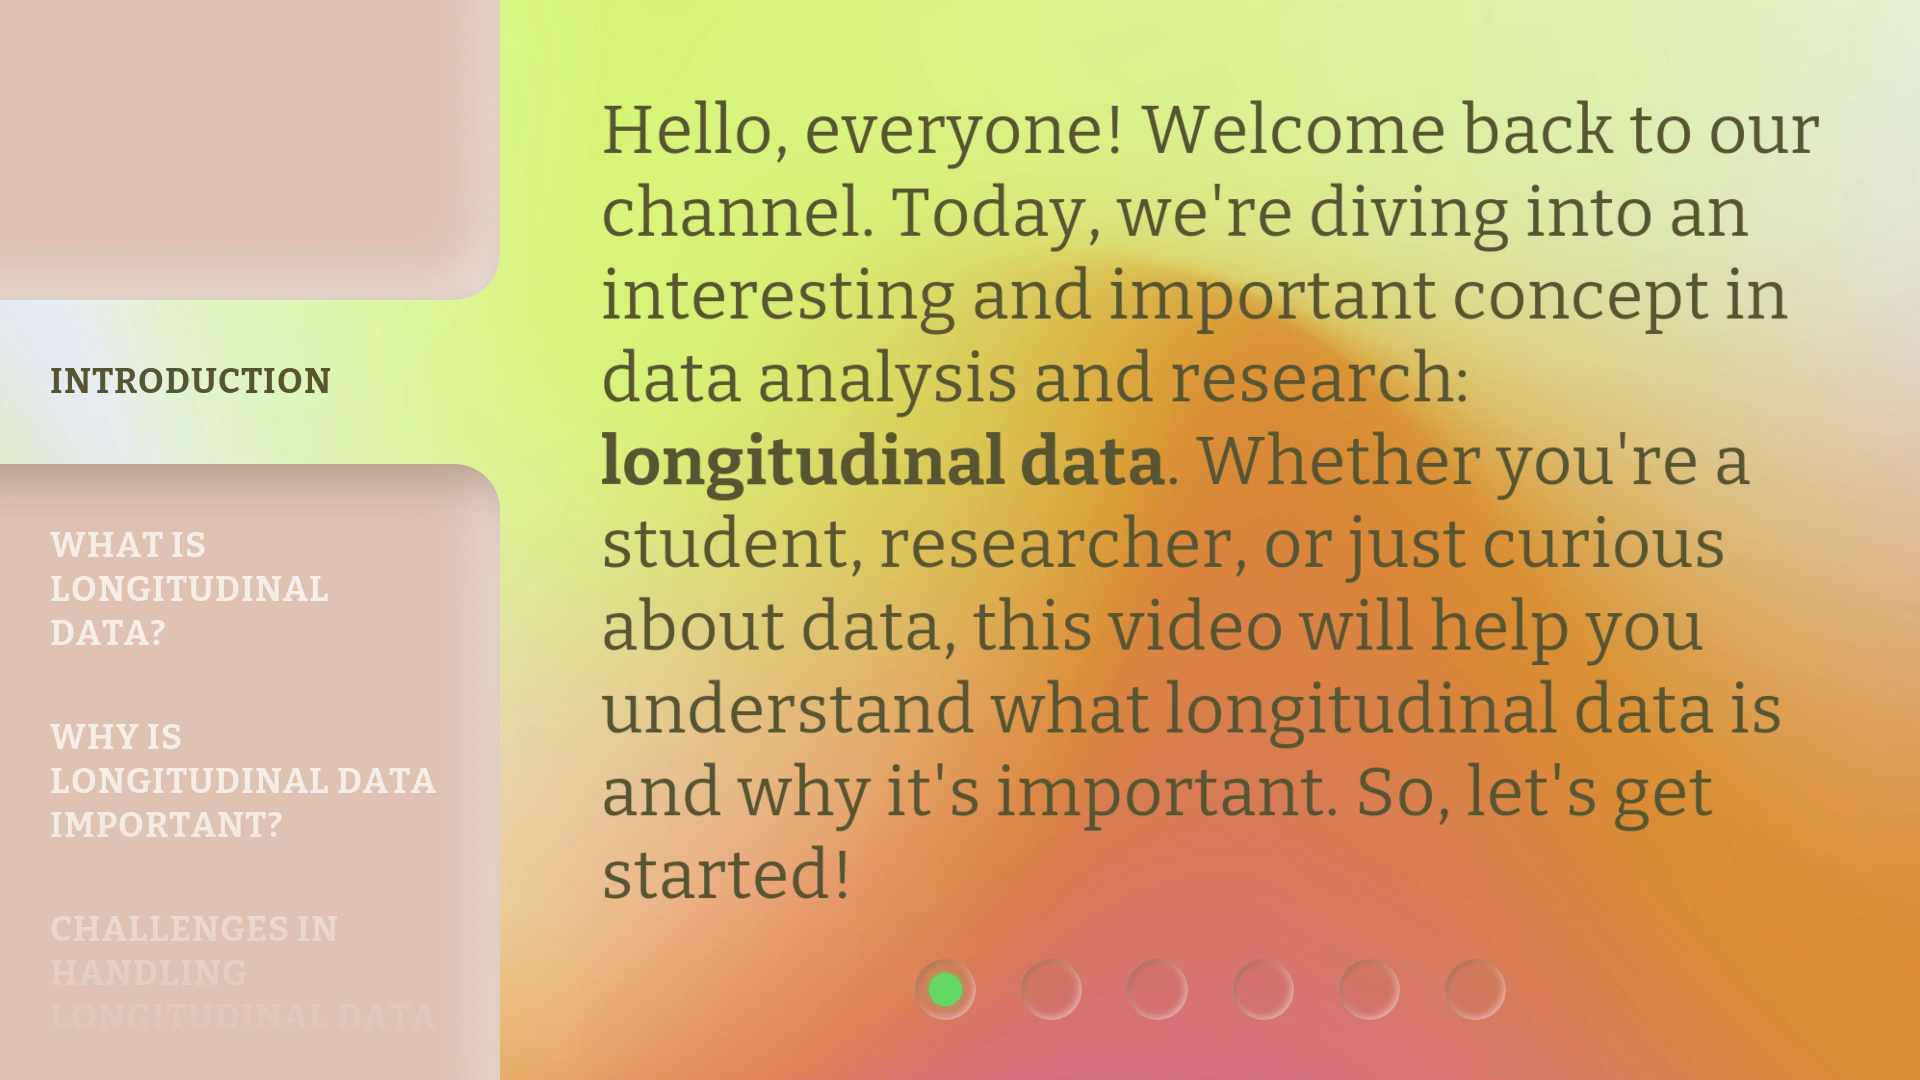 INTRODUCTION
WHAT IS
LONGITUDINAL
DATA?
WHY IS
LONGITUDINAL DATA
IMPORTANT?
CHALLENGES IN
HANDLING
LONGITUDINAL DATA
Hello, everyone! Welcome back to our
channel. Today, we're diving into an
interesting and important concept in
data analysis and research:
longitudinal data. Whether you're a
student, researcher, or just curious
about data, this video will help you
understand what longitudinal data is
and why it's important. So, let's get
started!